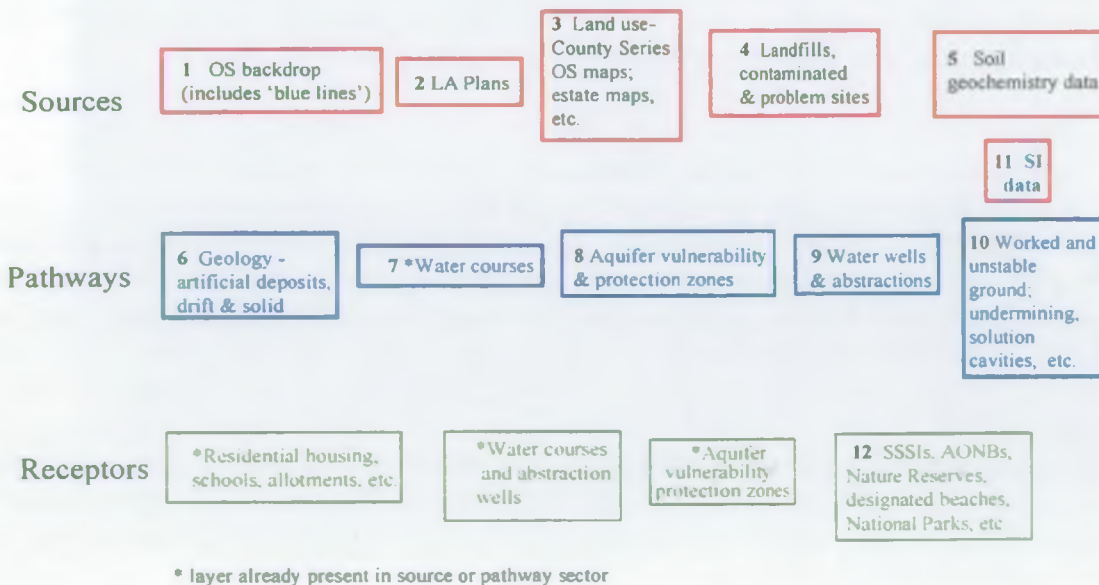 Sources
1 OS backdrop
(includes 'blue lines')
2 LA Plans
3 Land use-
County Series
OS maps;
estate maps,
etc.
4 Landfills,
contaminated
& problem sites
5 Soil
geochemistry data
11 SI
data
Pathways
6 Geology -
artificial deposits,
drift & solid
7 *Water courses
8 Aquifer vulnerability
& protection zones
9 Water wells
& abstractions
10 Worked and
unstable
ground;
undermining,
solution
cavities, etc.
Receptors
*Residential housing,
schools, allotments, etc.
*Water courses
and abstraction
wells
*Aquifer
vulnerability
protection zones
12 SSSIs, AONBs,
Nature Reserves,
designated beaches,
National Parks, etc
* layer already present in source or pathway sector